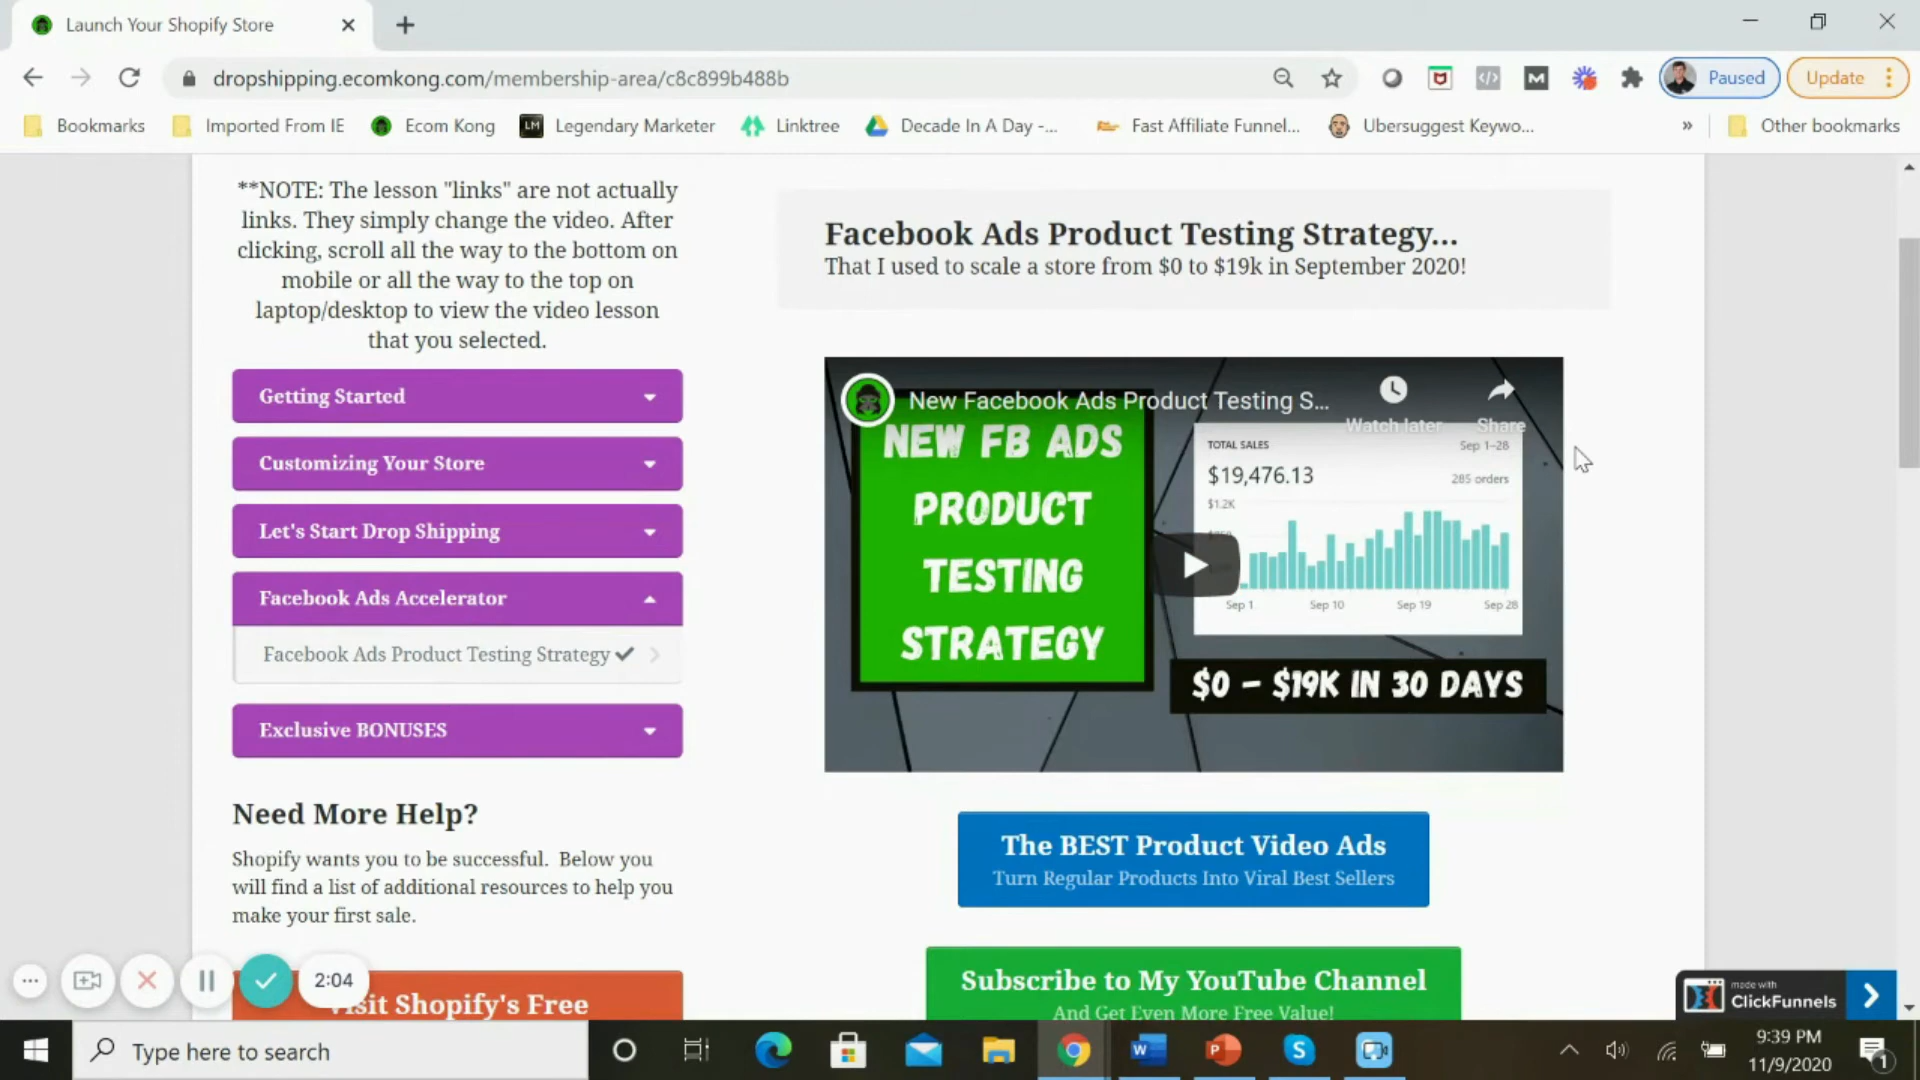 Launch Your Shopify Store
dropshipping.ecomkong.com/membership-area/c8c899b488b
Paused
Update
Bookmarks
Imported From IE
Ecom Kong
LM
Legendary Marketer
Linktree
Decade In A Day -...
Fast Affiliate Funnel...
Ubersuggest Keywo...
»
Other bookmarks
**NOTE: The lesson "links" are not actually
links. They simply change the video. After
clicking, scroll all the way to the bottom on
mobile or all the way to the top on
laptop/desktop to view the video lesson
that you selected.
Getting Started
Customizing Your Store
Let's Start Drop Shipping
Facebook Ads Accelerator
Facebook Ads Product Testing Strategy
Exclusive BONUSES
Need More Help?
Shopify wants you to be successful.  Below you
will find a list of additional resources to help you
make your first sale.
Visit Shopify's Free
2:04
Facebook Ads Product Testing Strategy...
That I used to scale a store from $0 to $19k in September 2020!
New Facebook Ads Product Testing S...
Watch later
Share
NEW FB ADS
PRODUCT
TESTING
STRATEGY
TOTAL SALES
Sep 1–28
$19,476.13
285 orders
$1.2K
Sep 1
Sep 10
Sep 19
Sep 28
$0 – $19K IN 30 DAYS
The BEST Product Video Ads
Turn Regular Products Into Viral Best Sellers
Subscribe to My YouTube Channel
And Get Even More Free Value!
made with
ClickFunnels
Type here to search
9:39 PM
11/9/2020
1